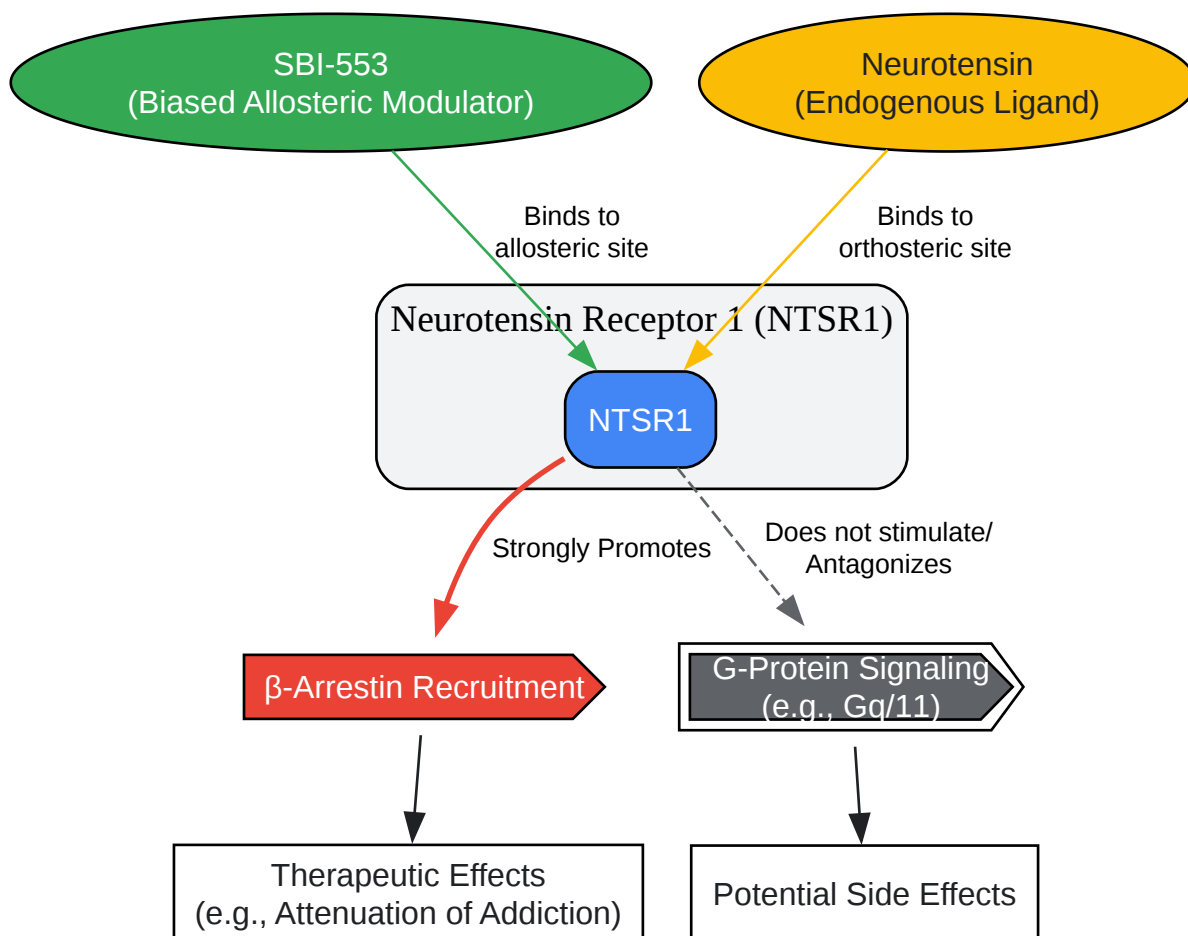 SBI-553
(Biased Allosteric Modulator)
Neurotensin
(Endogenous Ligand)
Binds to
allosteric site
Binds to
orthosteric site
Neurotensin Receptor 1 (NTSR1)
NTSR1
Strongly Promotes
Does not stimulate/
Antagonizes
β-Arrestin Recruitment
G-Protein Signaling
(e.g., Gq/11)
Therapeutic Effects
(e.g., Attenuation of Addiction)
Potential Side Effects